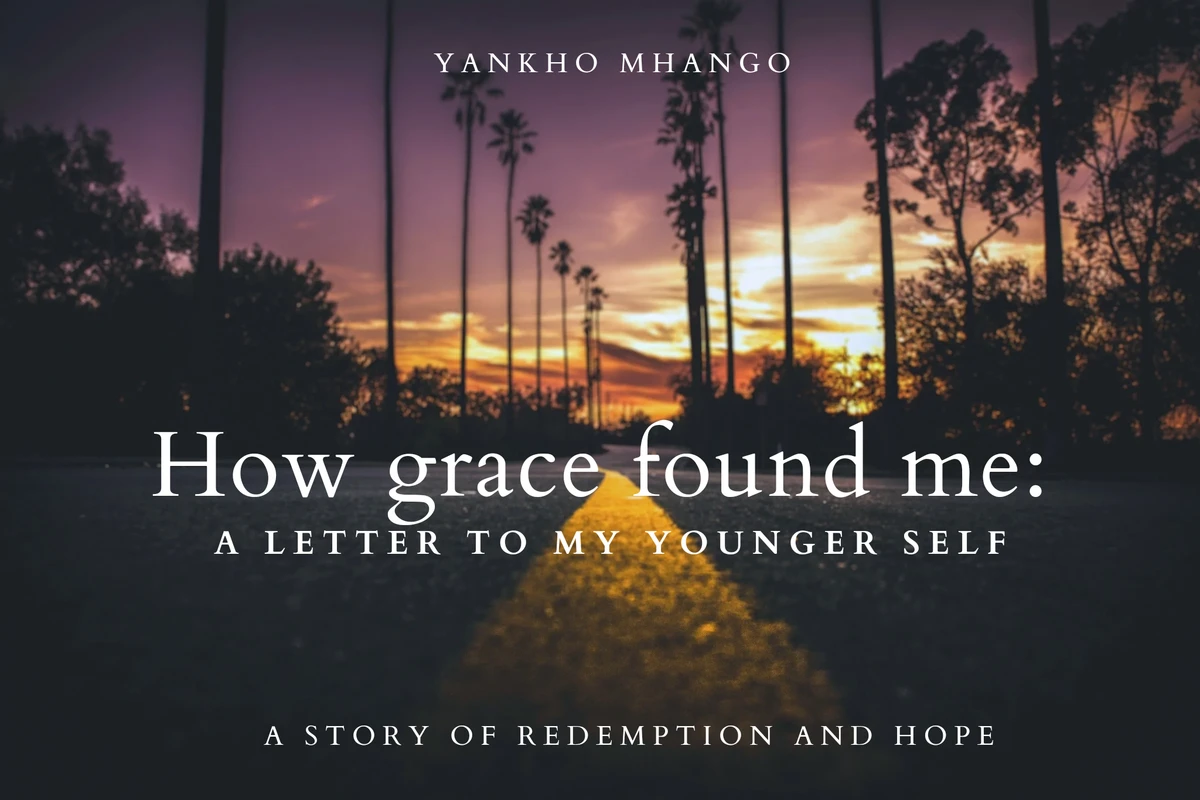 YANKHO MHANGO
How grace found me:
A LETTER TO MY YOUNGER SELF
A STORY OF REDEMPTION AND HOPE